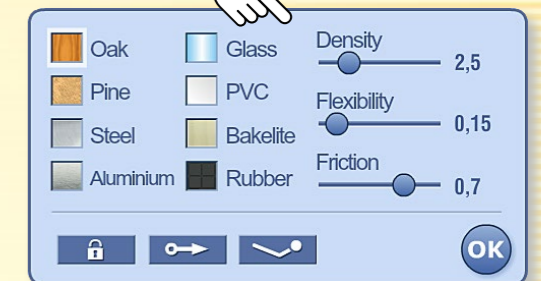 Oak
Pine
Steel
Aluminium
Glass
PVC
Bakelite
Rubber
Density
2,5
Flexibility
0,15
Friction
0,7
OK